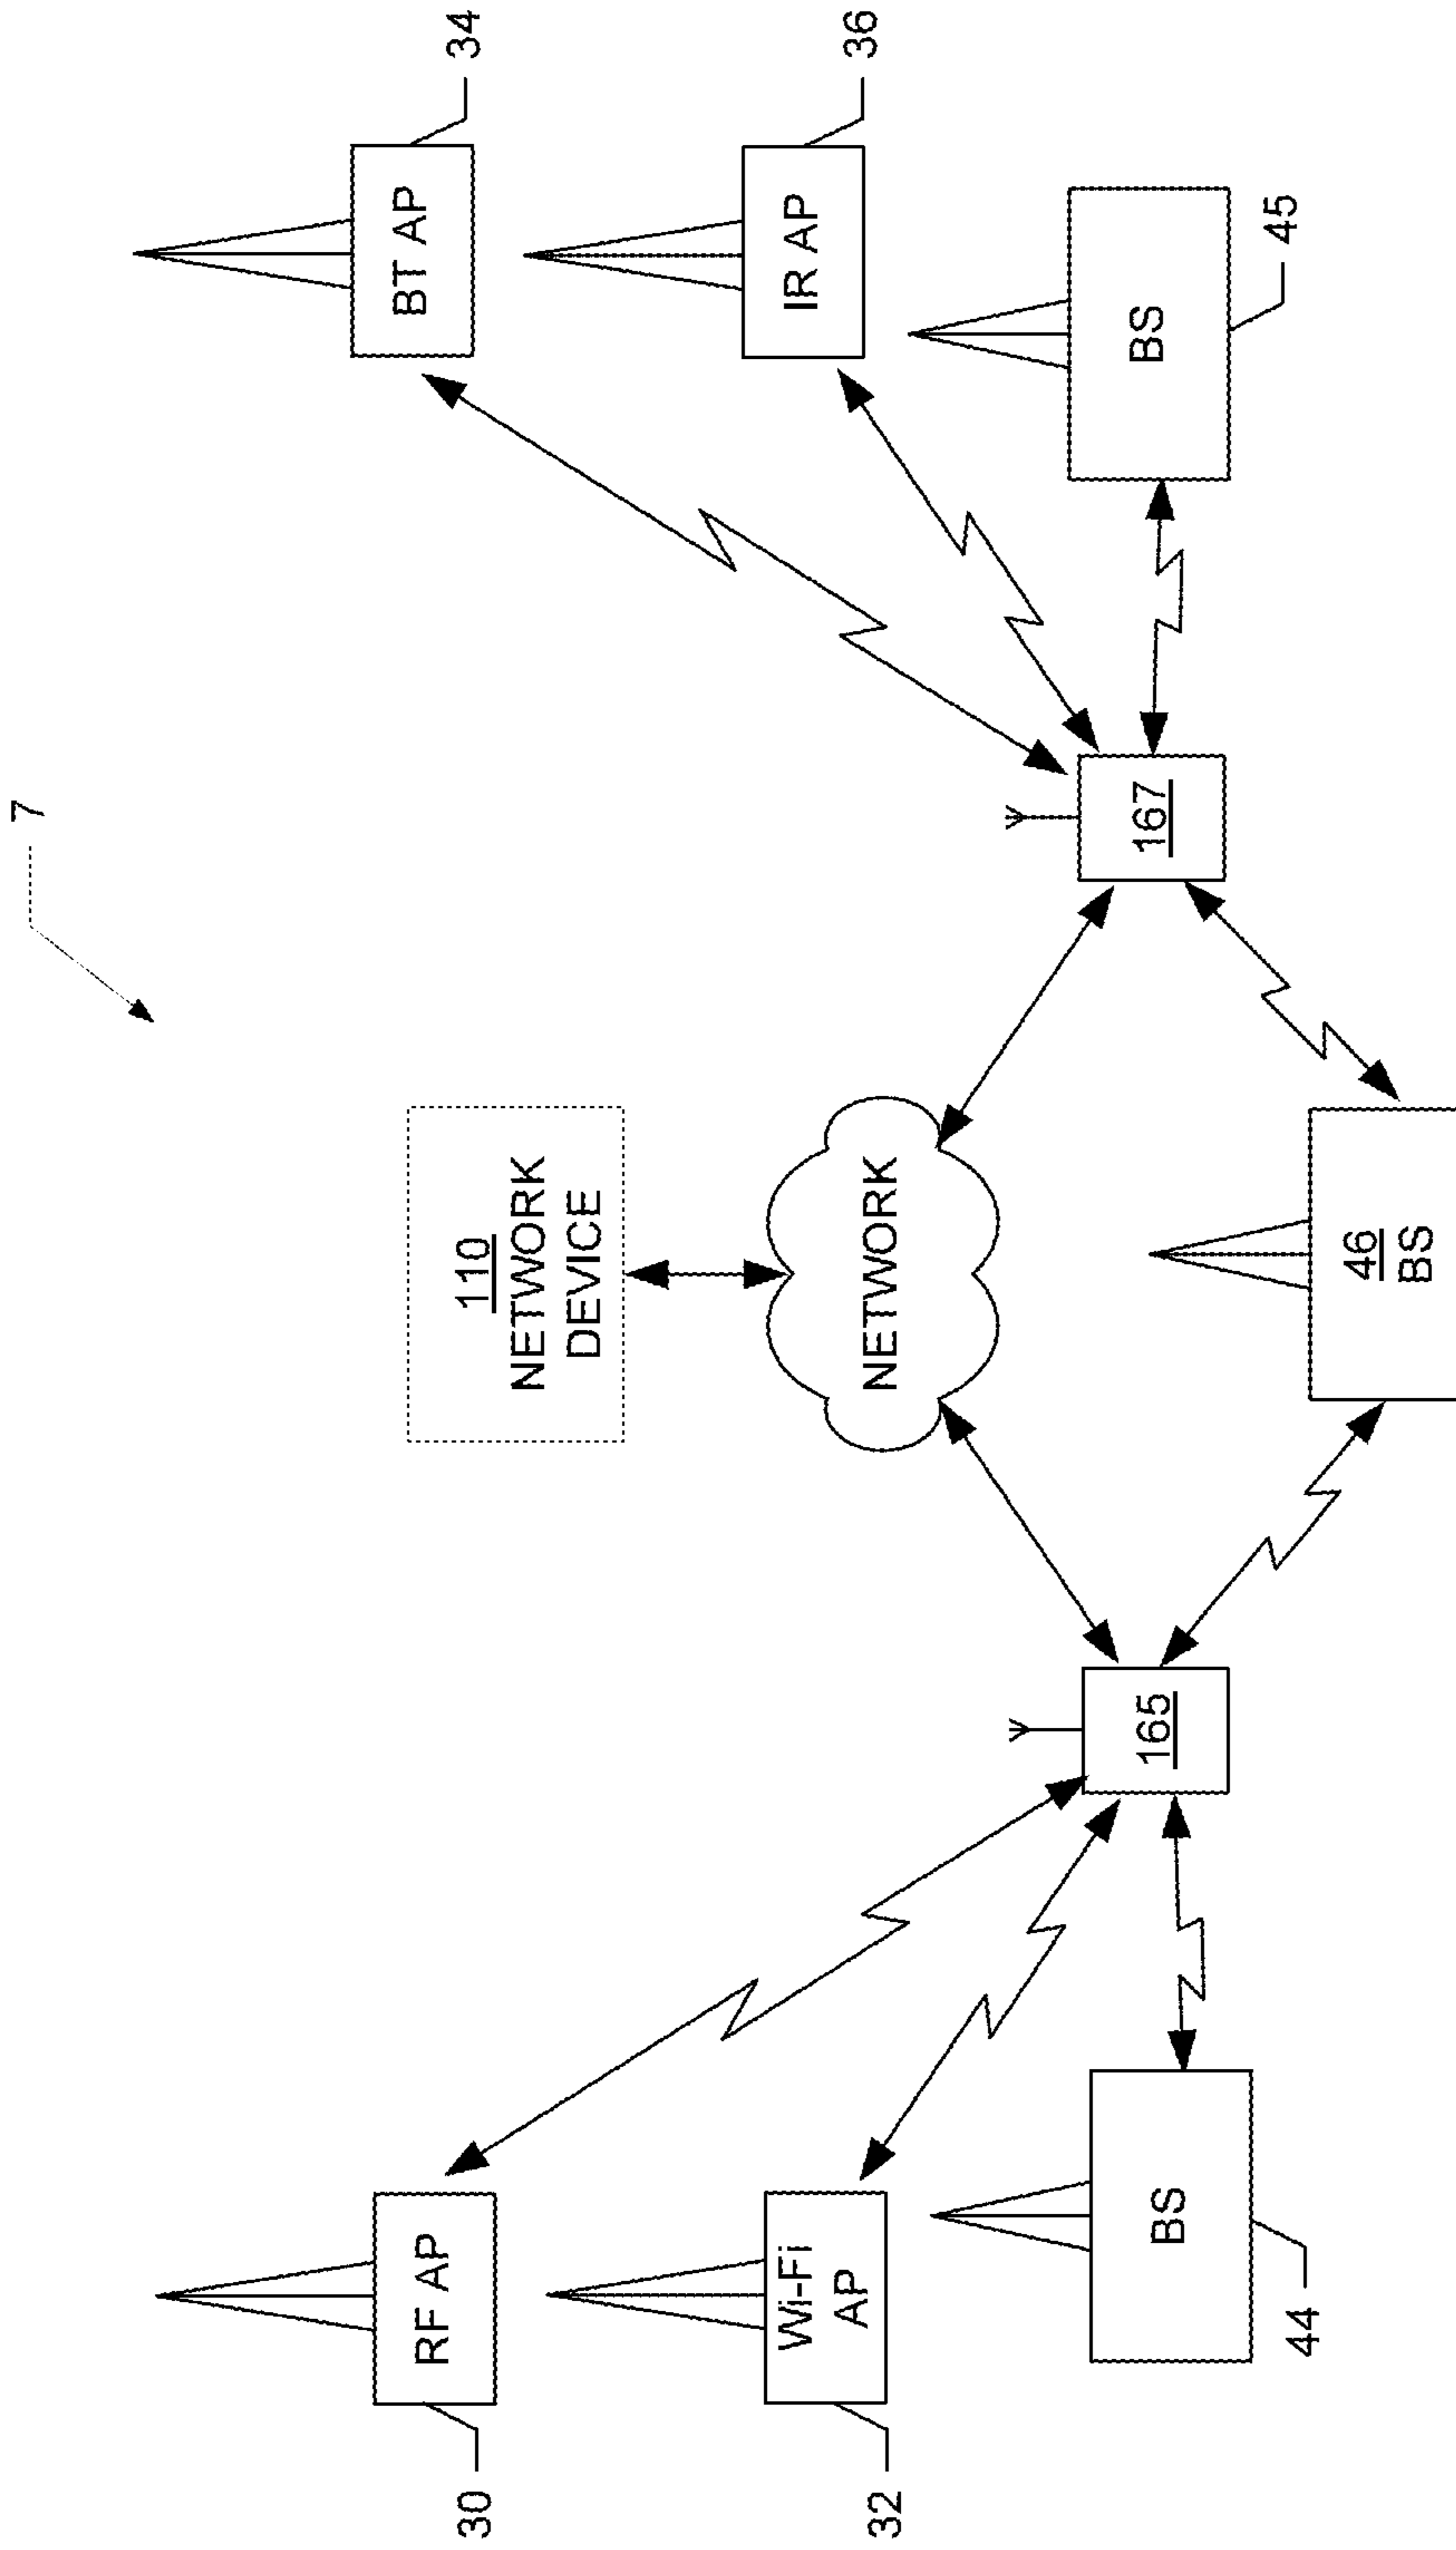 7
110
NETWORK
DEVICE
NETWORK
30
RF AP
BT AP
34
32
Wi-Fi
AP
IR AP
36
44
BS
165
167
BS
45
46
BS